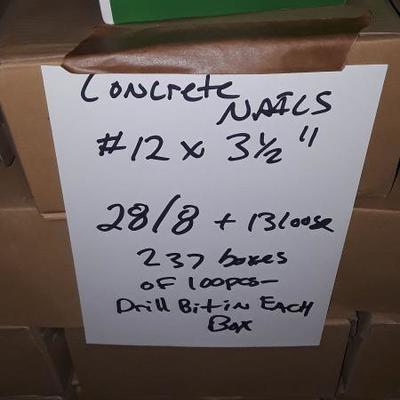 Concrete
NAILS
#12 x 3½"
28/8 + 13 loose
237 boxes
of 100pcs-
Drill Bit in EACH
Box